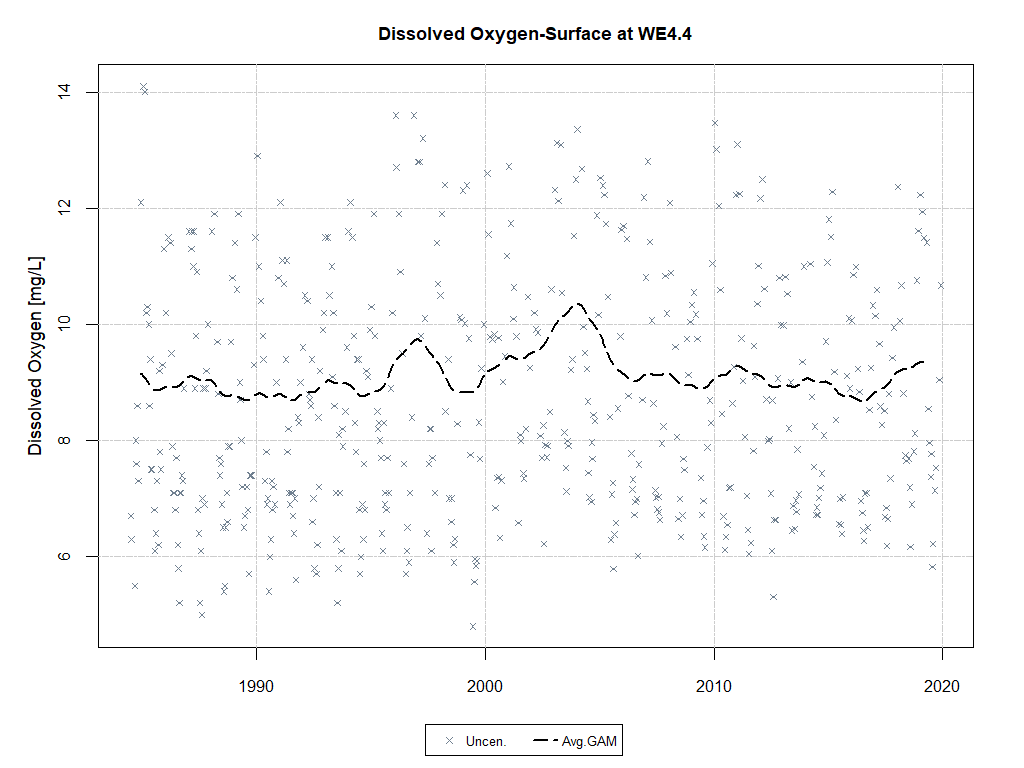 Dissolved Oxygen-Surface at WE4.4
Dissolved Oxygen [mg/L]
14
12
10
8
6
1990 2000 2010 2020
Uncen. Avg.GAM